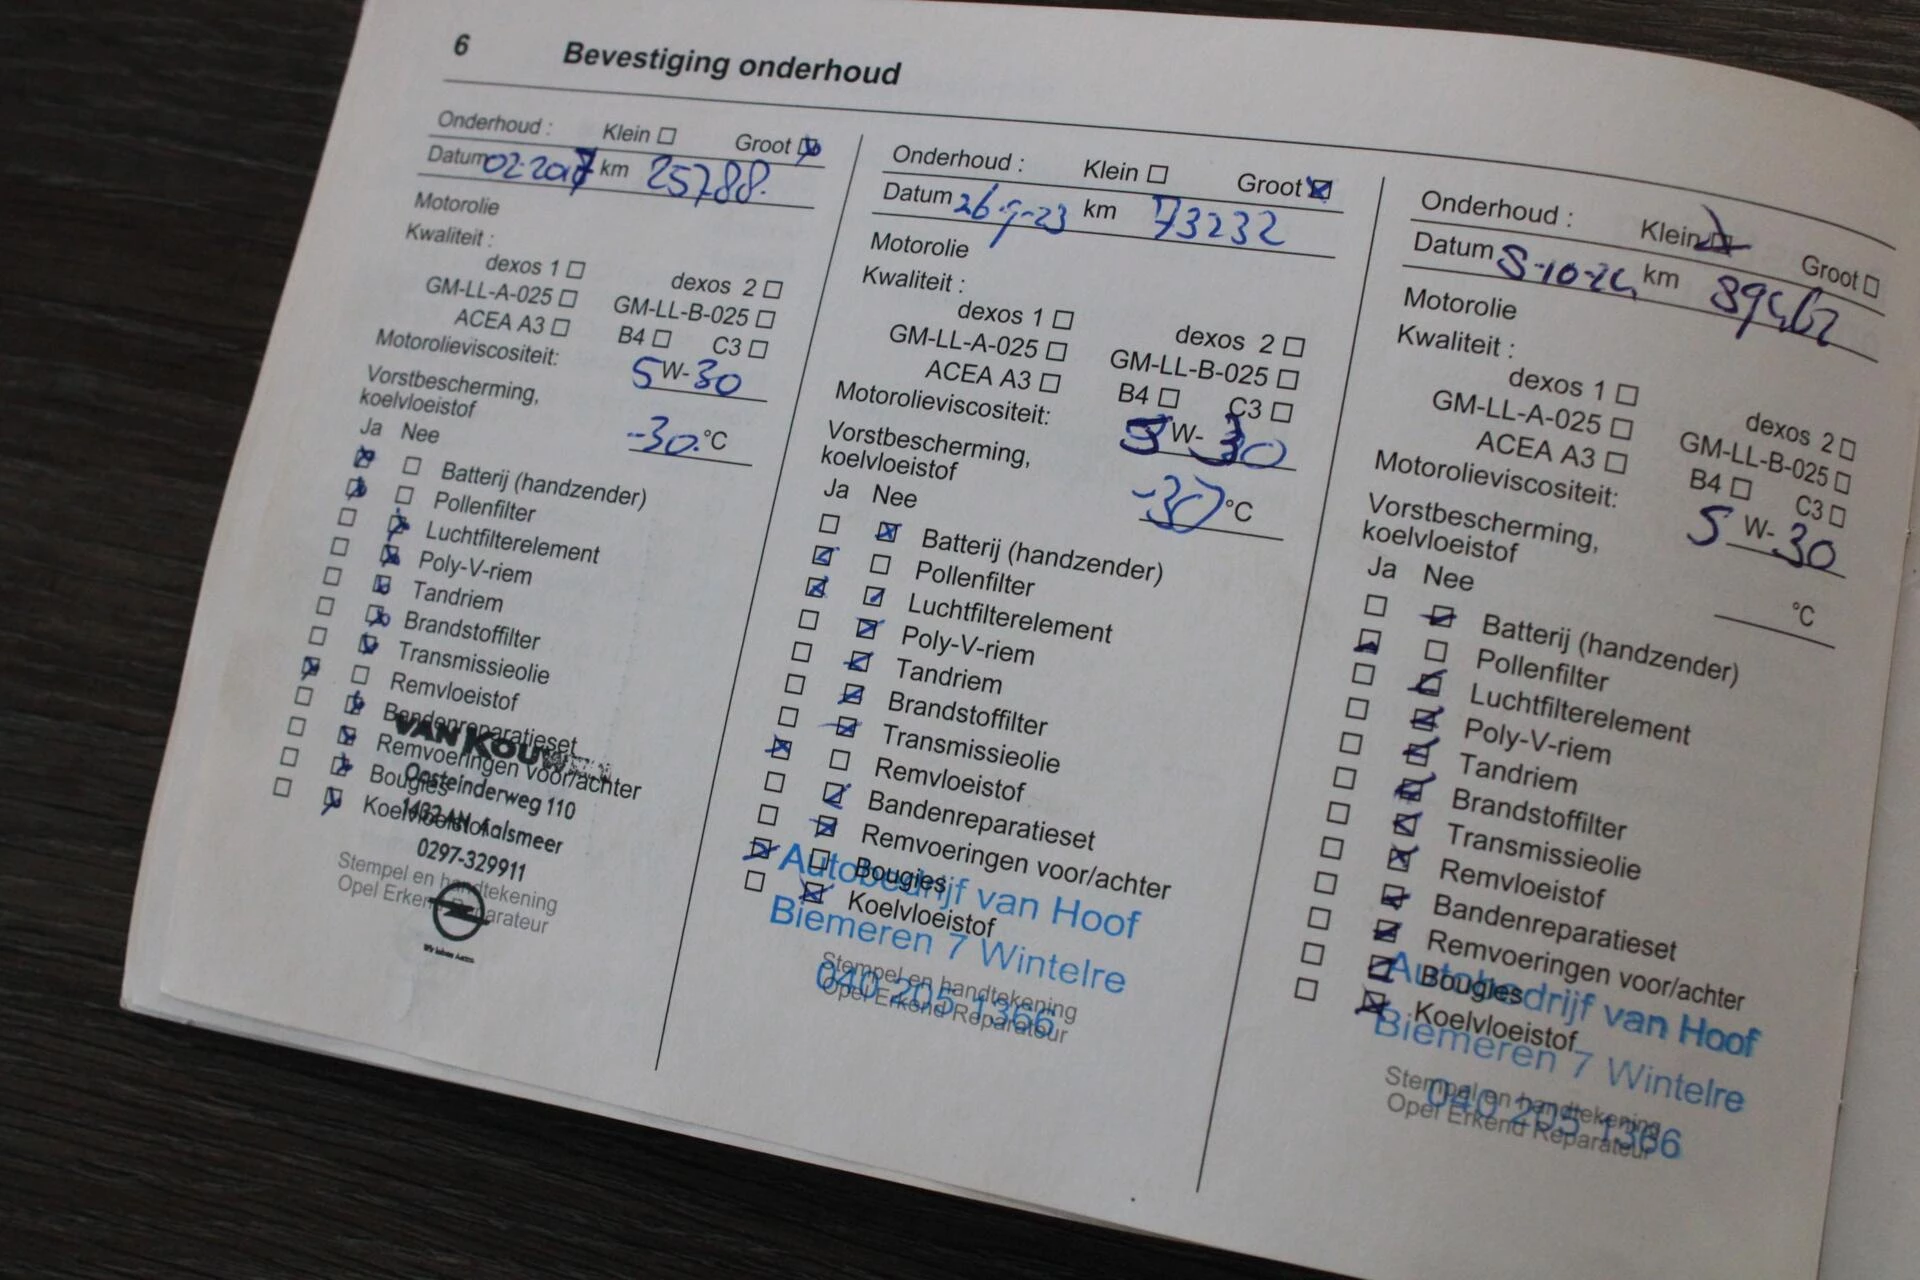 6 Bevestiging onderhoud
Onderhoud : Klein Groot
Datum 02-2017 km 25788.
Motorolie
Kwaliteit :
dexos 1 dexos 2
GM-LL-A-025 GM-LL-B-025
ACEA A3 B4 C3
Motorolieviscositeit: 5 W- 30
Vorstbescherming,
koelvloeistof -30. °C
Ja Nee
Batterij (handzender)
Pollenfilter
Luchtfilterelement
Poly-V-riem
Tandriem
Brandstoffilter
Transmissieolie
Remvloeistof
Bandenreparatieset
Remvoeringen voor/achter
Bougies
Koelvloeistof
VAN KOUWEN
Oosteinderweg 110
1432 AN Aalsmeer
0297-329911
Stempel en handtekening
Opel Erkend Reparateur
Onderhoud : Klein Groot
Datum 26-9-23 km 73232
Motorolie
Kwaliteit :
dexos 1 dexos 2
GM-LL-A-025 GM-LL-B-025
ACEA A3 B4 C3
Motorolieviscositeit: 5 W- 30
Vorstbescherming,
koelvloeistof -30 °C
Ja Nee
Batterij (handzender)
Pollenfilter
Luchtfilterelement
Poly-V-riem
Tandriem
Brandstoffilter
Transmissieolie
Remvloeistof
Bandenreparatieset
Remvoeringen voor/achter
Bougies
Koelvloeistof
Autobedrijf van Hoof
Biemeren 7 Wintelre
040 205 1366
Stempel en handtekening
Opel Erkend Reparateur
Onderhoud : Klein Groot
Datum 8-10-24 km
Motorolie
Kwaliteit :
dexos 1 dexos 2
GM-LL-A-025 GM-LL-B-025
ACEA A3 B4 C3
Motorolieviscositeit: 5 W- 30
Vorstbescherming,
koelvloeistof °C
Ja Nee
Batterij (handzender)
Pollenfilter
Luchtfilterelement
Poly-V-riem
Tandriem
Brandstoffilter
Transmissieolie
Remvloeistof
Bandenreparatieset
Remvoeringen voor/achter
Bougies
Koelvloeistof
Autobedrijf van Hoof
Biemeren 7 Wintelre
040 205 1366
Stempel en handtekening
Opel Erkend Reparateur